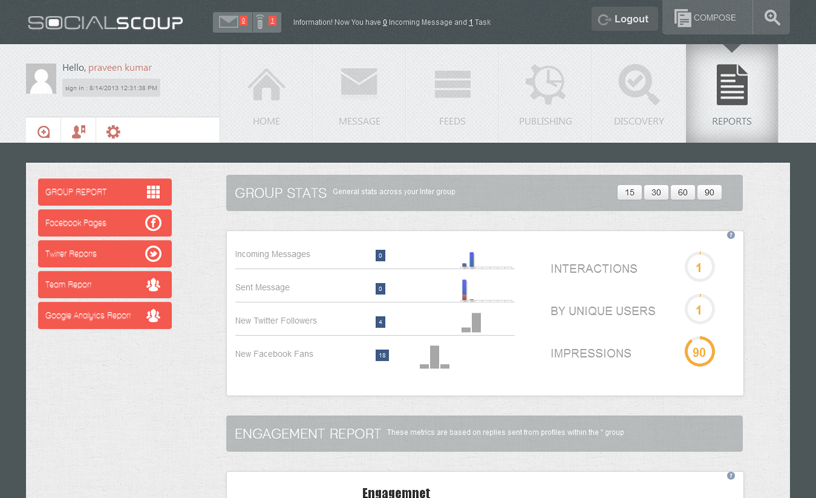 SOCIALSCOUP
0
1
Information! Now You have 0 Incoming Message and 1 Task
Logout
COMPOSE
Hello, praveen kumar
sign in : 8/14/2013 12:31:38 PM
HOME
MESSAGE
FEEDS
PUBLISHING
DISCOVERY
REPORTS
GROUP REPORT
Facebook Pages
Twirer Repons
Team Report
Google Analyics Report
GROUP STATS
General stats across your Inter group
15
30
60
90
?
Incoming Messages
0
Sent Message
0
New Twitter Followers
4
New Facebook Fans
18
INTERACTIONS
1
BY UNIQUE USERS
1
IMPRESSIONS
90
ENGAGEMENT REPORT
These metrics are based on replies sent from profiles within the '' group
?
Engagemnet